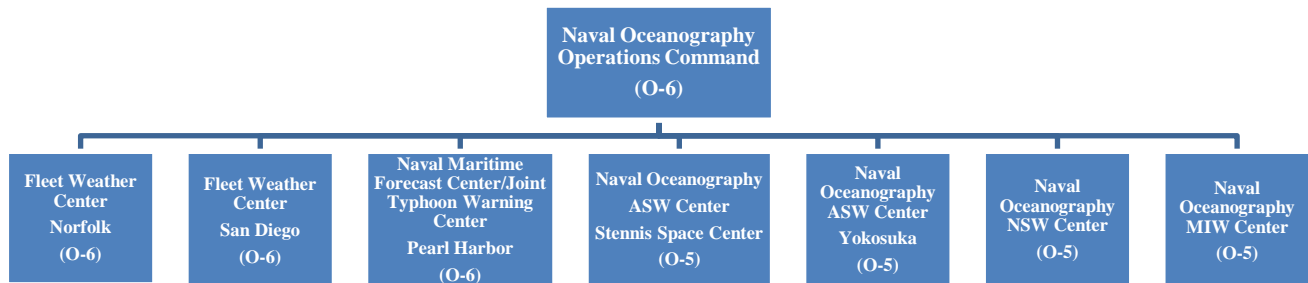 Naval Oceanography
Operations Command
(O-6)
Fleet Weather
Center
Norfolk
(O-6)
Fleet Weather
Center
San Diego
(O-6)
Naval Maritime
Forecast Center/Joint
Typhoon Warning
Center
Pearl Harbor
(O-6)
Naval Oceanography
ASW Center
Stennis Space Center
(O-5)
Naval
Oceanography
ASW Center
Yokosuka
(O-5)
Naval
Oceanography
NSW Center
(O-5)
Naval
Oceanography
MIW Center
(O-5)